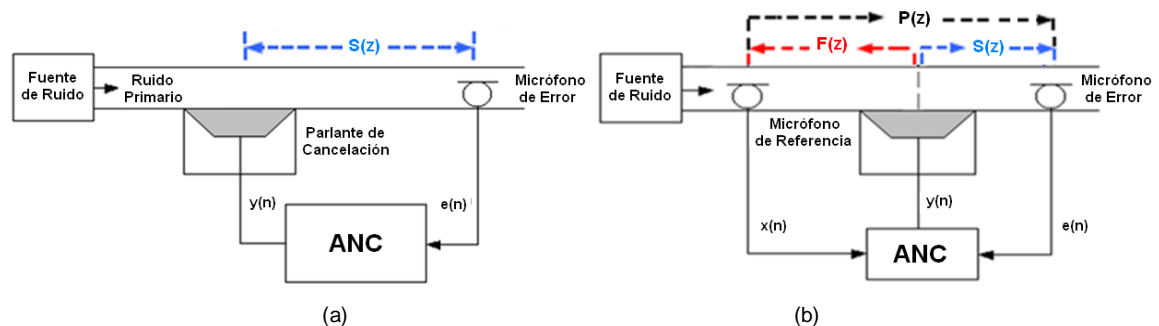 S(z)
Fuente
de Ruido
Ruido
Primario
Micrófono
de Error
Parlante de
Cancelación
y(n)
e(n)
ANC
(a)
P(z)
F(z)
S(z)
Fuente
de Ruido
Micrófono
de Error
Micrófono
de Referencia
x(n)
y(n)
e(n)
ANC
(b)